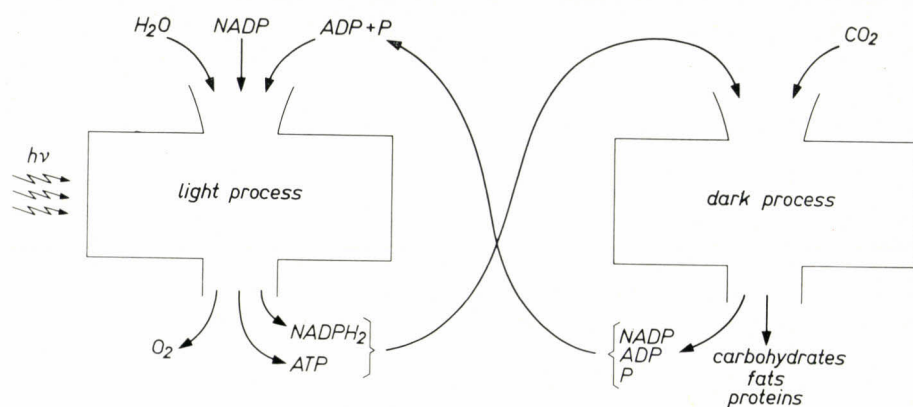 H₂O NADP ADP+P CO₂
hν
light process
dark process
O₂
NADPH₂
ATP
NADP
ADP
P
carbohydrates
fats
proteins